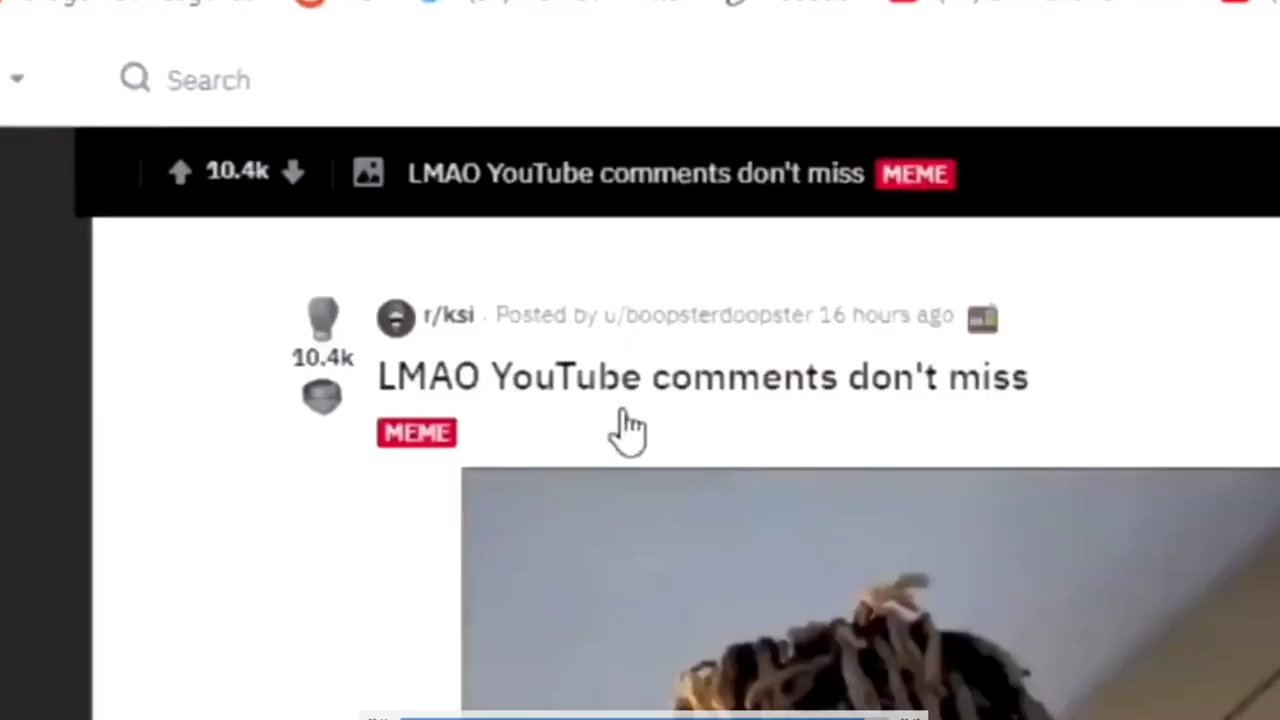 Search
10.4k LMAO YouTube comments don't miss MEME
r/ksi · Posted by u/boopsterdoopster 16 hours ago
10.4k
LMAO YouTube comments don't miss
MEME